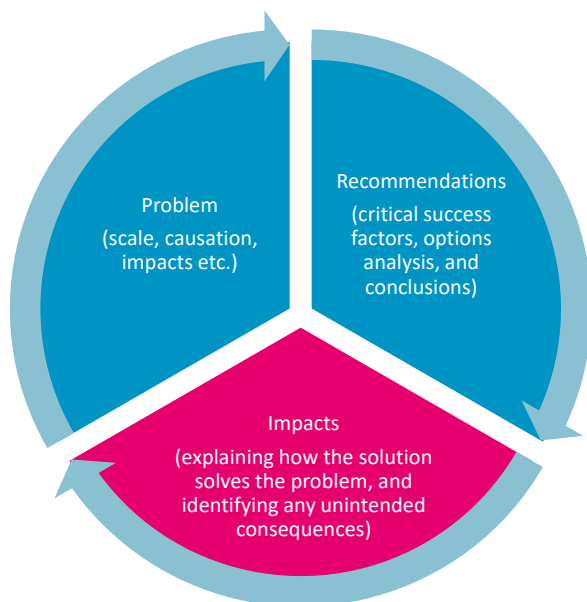 Problem
(scale, causation,
impacts etc.)
Recommendations
(critical success
factors, options
analysis, and
conclusions)
Impacts
(explaining how the solution
solves the problem, and
identifying any unintended
consequences)